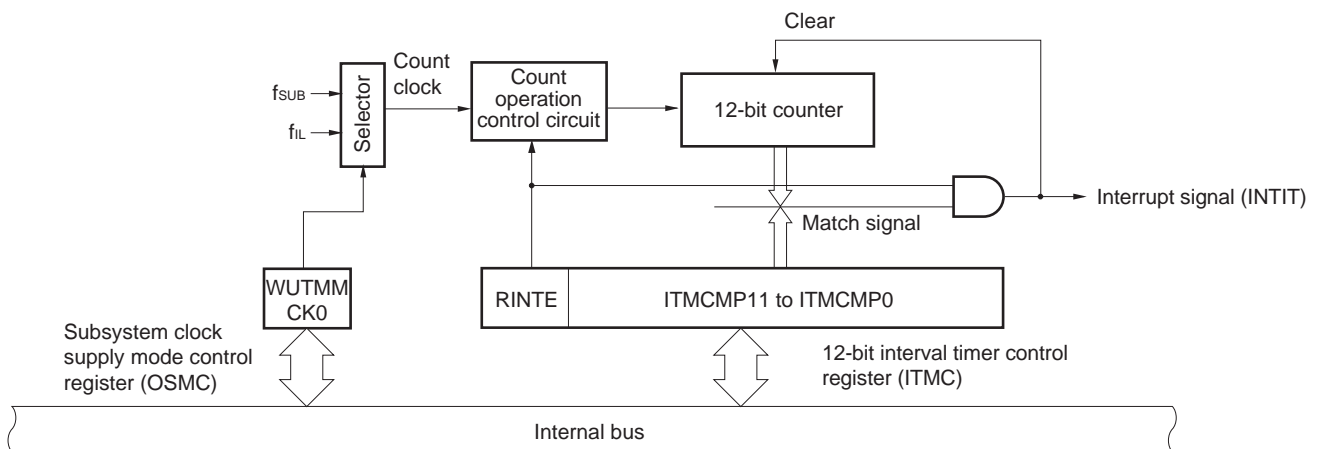 Clear
Count
clock
fSUB
fIL
Selector
Count
operation
control circuit
12-bit counter
Match signal
Interrupt signal (INTIT)
WUTMM
CK0
RINTE
ITMCMP11 to ITMCMP0
Subsystem clock
supply mode control
register (OSMC)
12-bit interval timer control
register (ITMC)
Internal bus